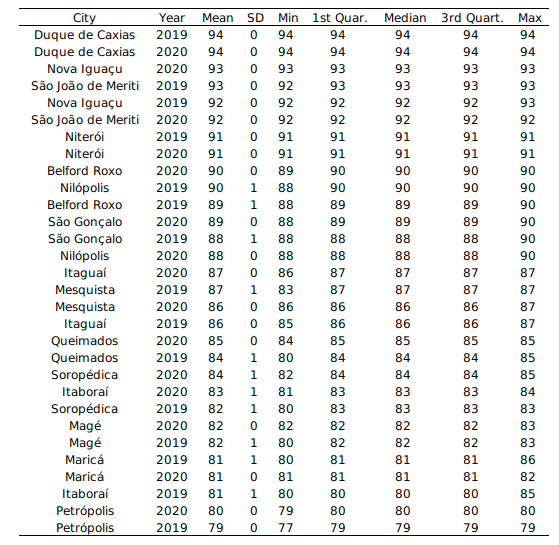 City Year Mean SD Min 1st Quar. Median 3rd Quart. Max
Duque de Caxias 2019 94 0 94 94 94 94 94
Duque de Caxias 2020 94 0 94 94 94 94 94
Nova Iguaçu 2020 93 0 93 93 93 93 93
São João de Meriti 2019 93 0 92 93 93 93 93
Nova Iguaçu 2019 92 0 92 92 92 92 93
São João de Meriti 2020 92 0 92 92 92 92 92
Niterói 2019 91 0 91 91 91 91 91
Niterói 2020 91 0 91 91 91 91 91
Belford Roxo 2020 90 0 89 90 90 90 90
Nilópolis 2019 90 1 88 90 90 90 90
Belford Roxo 2019 89 1 88 89 89 89 90
São Gonçalo 2020 89 0 88 89 89 89 90
São Gonçalo 2019 88 1 88 88 88 88 90
Nilópolis 2020 88 0 88 88 88 88 90
Itaguaí 2020 87 0 86 87 87 87 87
Mesquista 2019 87 1 83 87 87 87 87
Mesquista 2020 86 0 86 86 86 86 87
Itaguaí 2019 86 0 85 86 86 86 87
Queimados 2020 85 0 84 85 85 85 85
Queimados 2019 84 1 80 84 84 84 85
Soropédica 2020 84 1 82 84 84 84 85
Itaboraí 2020 83 1 81 83 83 83 84
Soropédica 2019 82 1 80 83 83 83 83
Magé 2020 82 0 82 82 82 82 83
Magé 2019 82 1 80 82 82 82 83
Maricá 2019 81 1 80 81 81 81 86
Maricá 2020 81 0 81 81 81 81 82
Itaboraí 2019 81 1 80 80 80 80 85
Petrópolis 2020 80 0 79 80 80 80 80
Petrópolis 2019 79 0 77 79 79 79 79